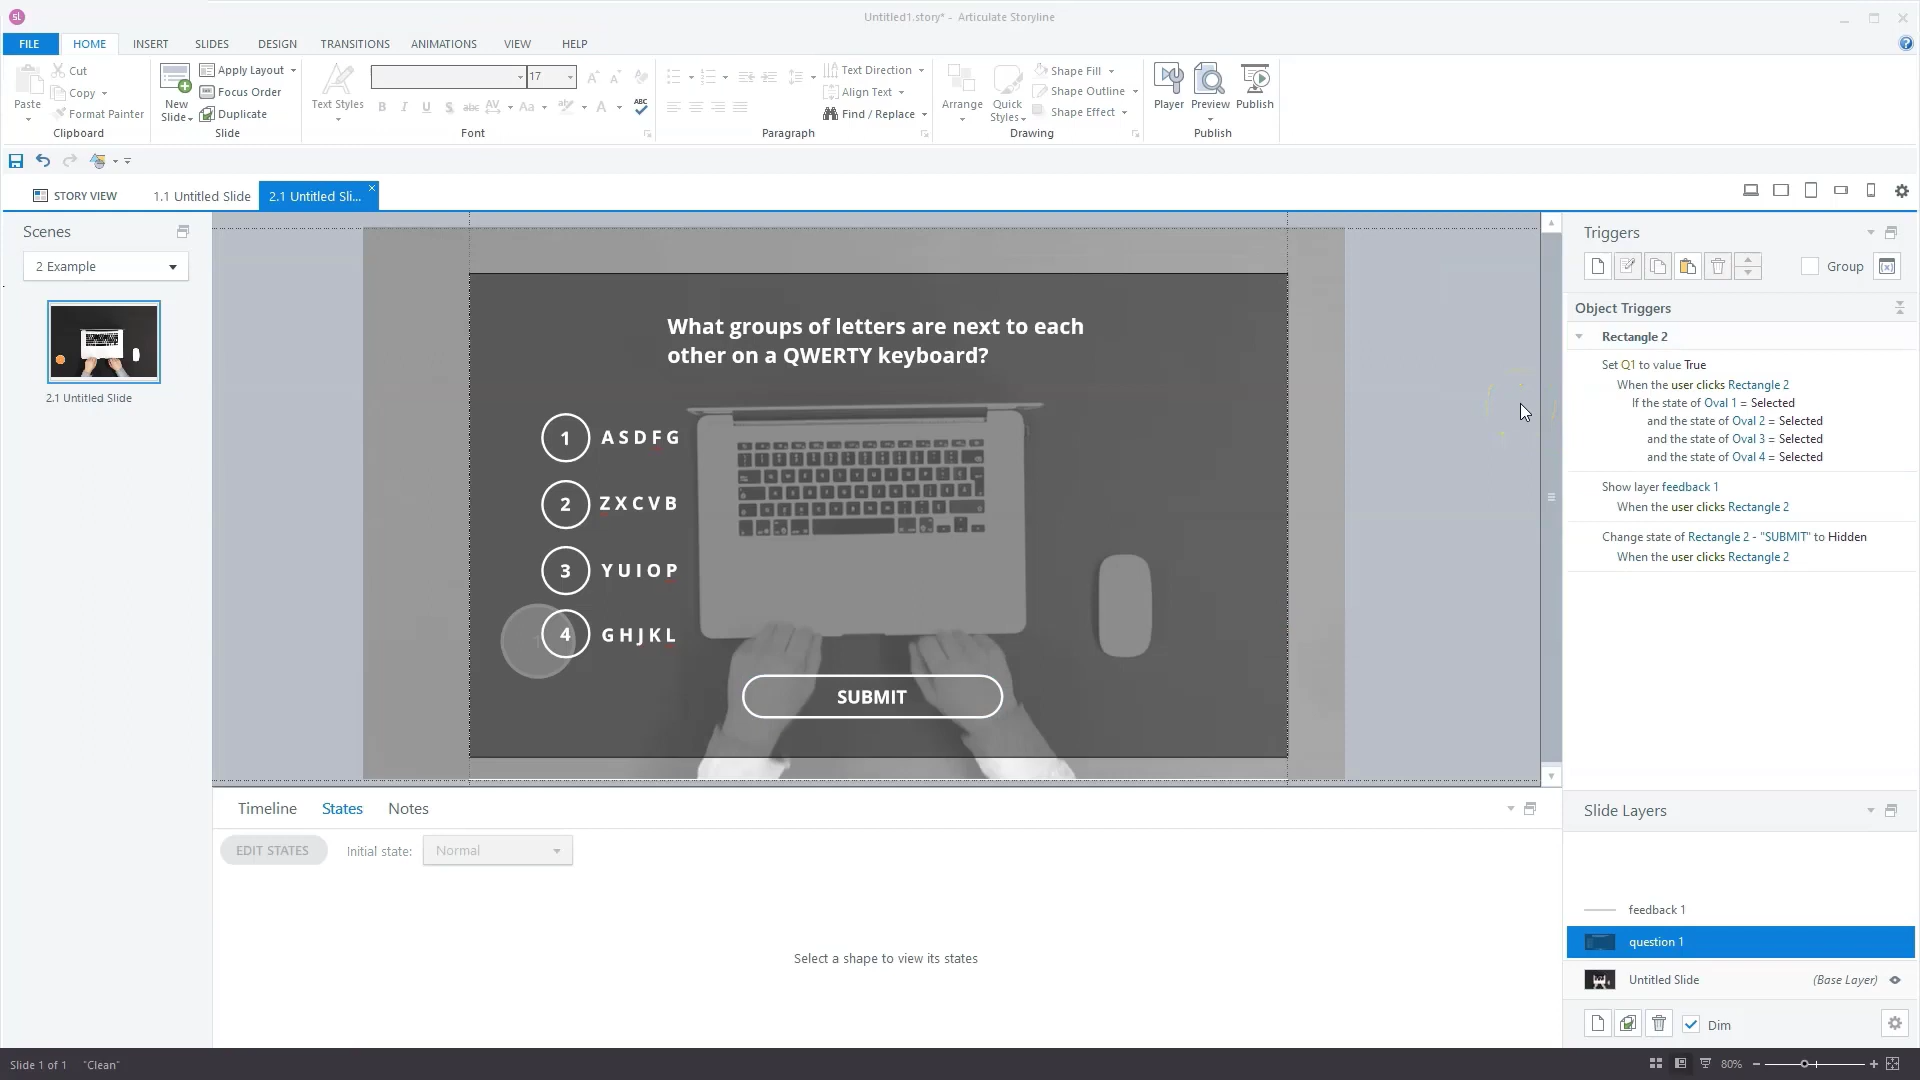 sl
Untitled1.story* - Articulate Storyline
FILE HOME INSERT SLIDES DESIGN TRANSITIONS ANIMATIONS VIEW HELP
Paste
Cut
Copy
Format Painter
Clipboard
New Slide
Apply Layout
Focus Order
Duplicate
Slide
Text Styles
17
B I U S abc AV Aa A ABC
Font
Text Direction
Align Text
Find / Replace
Paragraph
Arrange
Quick Styles
Shape Fill
Shape Outline
Shape Effect
Drawing
Player
Preview
Publish
Publish
STORY VIEW
1.1 Untitled Slide
2.1 Untitled Sli...
Scenes
2 Example
2.1 Untitled Slide
What groups of letters are next to each
other on a QWERTY keyboard?
1 A S D F G
2 Z X C V B
3 Y U I O P
4 G H J K L
SUBMIT
Timeline States Notes
EDIT STATES
Initial state: Normal
Select a shape to view its states
Triggers
Group
Object Triggers
Rectangle 2
Set Q1 to value True
When the user clicks Rectangle 2
If the state of Oval 1 = Selected
and the state of Oval 2 = Selected
and the state of Oval 3 = Selected
and the state of Oval 4 = Selected
Show layer feedback 1
When the user clicks Rectangle 2
Change state of Rectangle 2 - "SUBMIT" to Hidden
When the user clicks Rectangle 2
Slide Layers
feedback 1
question 1
Untitled Slide (Base Layer)
Dim
Slide 1 of 1 "Clean"
80%